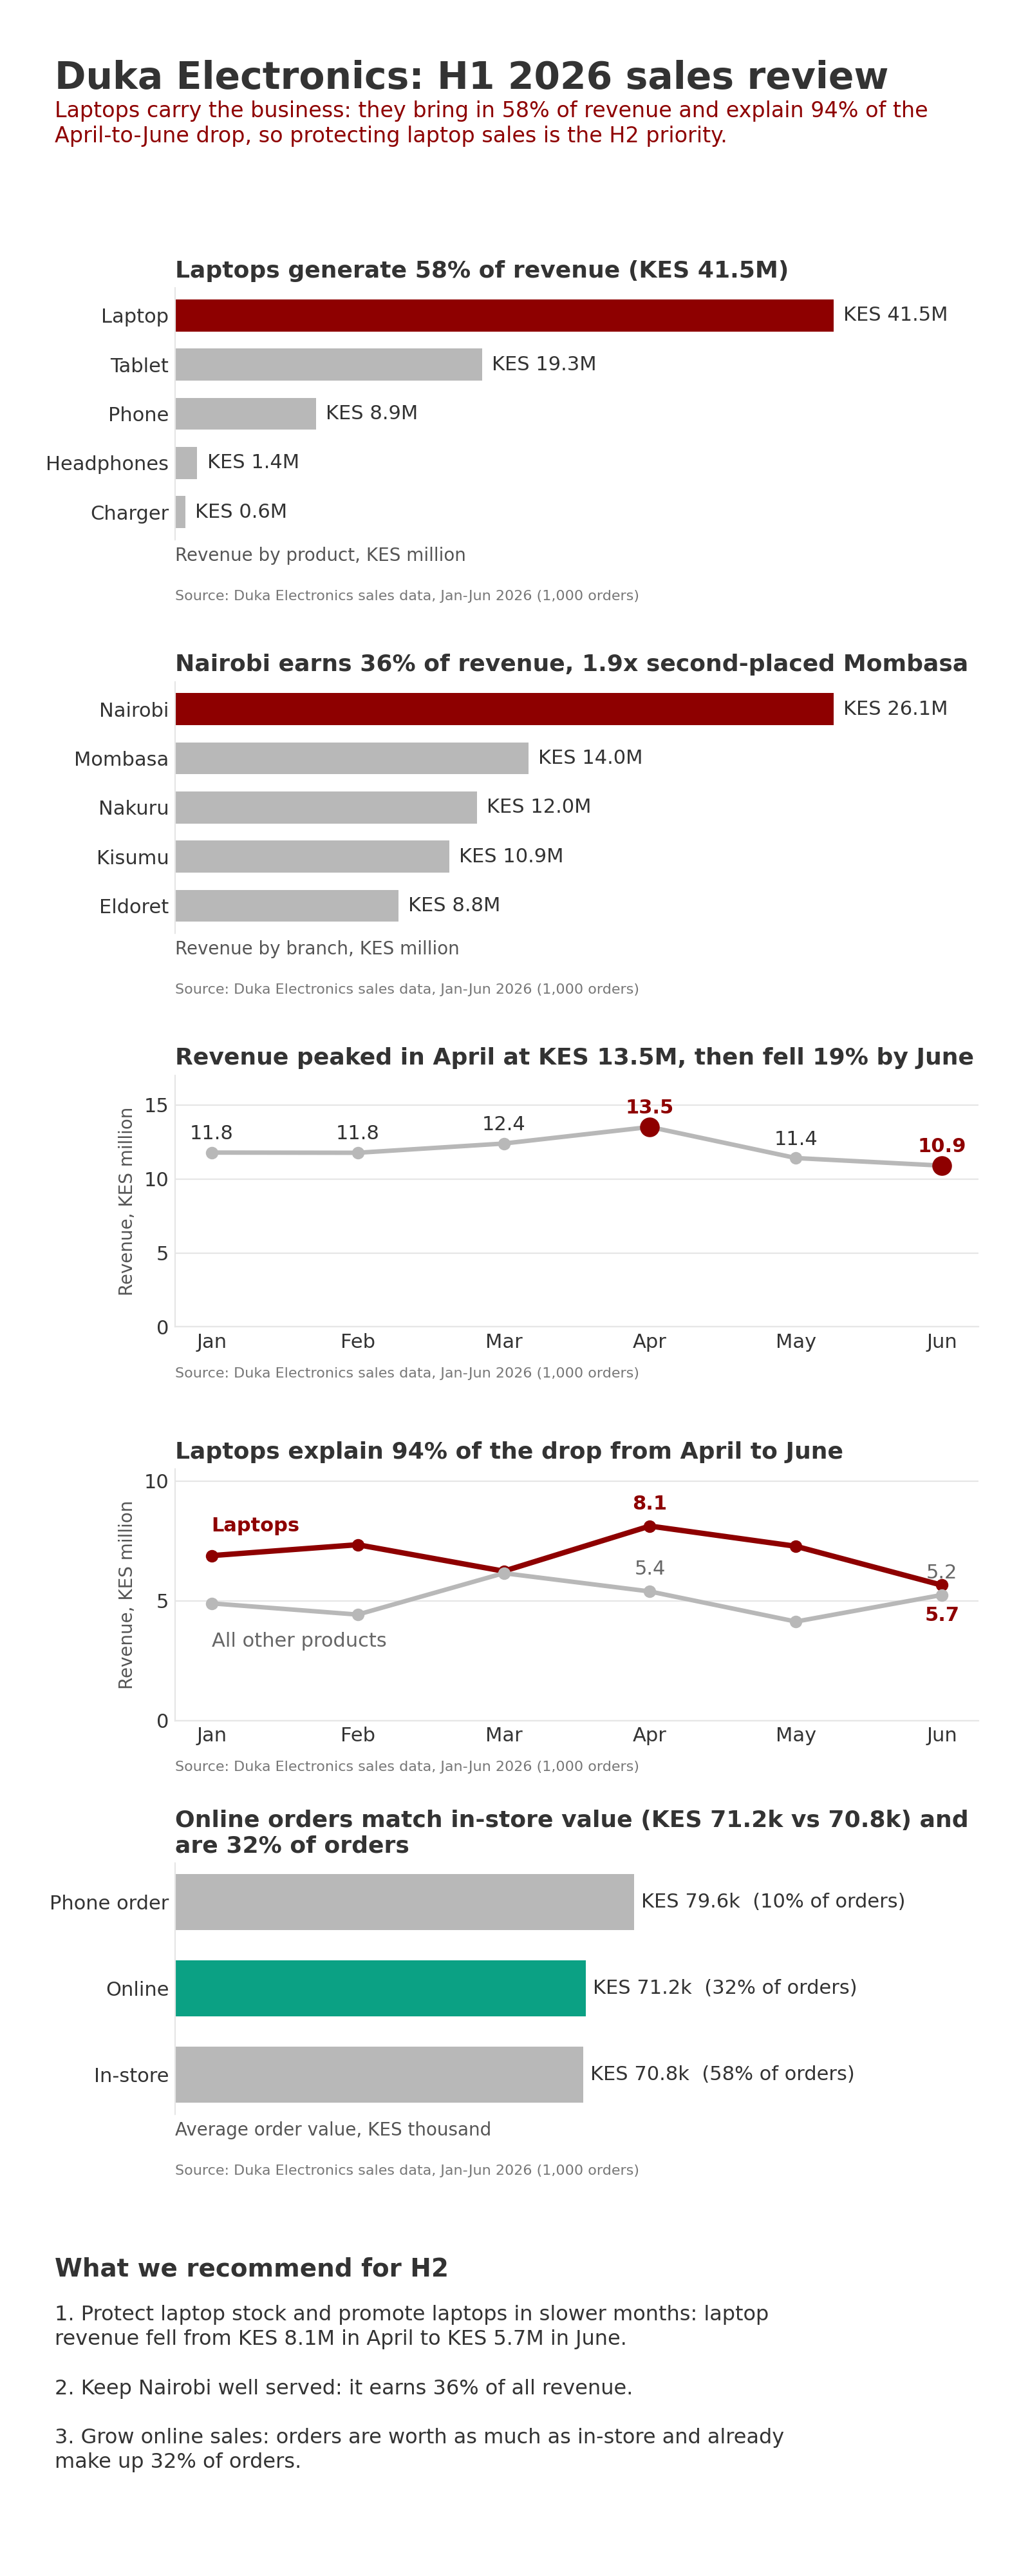 Duka Electronics: H1 2026 sales review
Laptops carry the business: they bring in 58% of revenue and explain 94% of the
April-to-June drop, so protecting laptop sales is the H2 priority.
Laptops generate 58% of revenue (KES 41.5M)
Laptop KES 41.5M
Tablet KES 19.3M
Phone KES 8.9M
Headphones KES 1.4M
Charger KES 0.6M
Revenue by product, KES million
Source: Duka Electronics sales data, Jan-Jun 2026 (1,000 orders)
Nairobi earns 36% of revenue, 1.9x second-placed Mombasa
Nairobi KES 26.1M
Mombasa KES 14.0M
Nakuru KES 12.0M
Kisumu KES 10.9M
Eldoret KES 8.8M
Revenue by branch, KES million
Source: Duka Electronics sales data, Jan-Jun 2026 (1,000 orders)
Revenue peaked in April at KES 13.5M, then fell 19% by June
Revenue, KES million
15
10
5
0
11.8 11.8 12.4 13.5 11.4 10.9
Jan Feb Mar Apr May Jun
Source: Duka Electronics sales data, Jan-Jun 2026 (1,000 orders)
Laptops explain 94% of the drop from April to June
Revenue, KES million
10
5
0
Laptops
8.1
5.4
5.2
5.7
All other products
Jan Feb Mar Apr May Jun
Source: Duka Electronics sales data, Jan-Jun 2026 (1,000 orders)
Online orders match in-store value (KES 71.2k vs 70.8k) and
are 32% of orders
Phone order KES 79.6k (10% of orders)
Online KES 71.2k (32% of orders)
In-store KES 70.8k (58% of orders)
Average order value, KES thousand
Source: Duka Electronics sales data, Jan-Jun 2026 (1,000 orders)
What we recommend for H2
1. Protect laptop stock and promote laptops in slower months: laptop
revenue fell from KES 8.1M in April to KES 5.7M in June.
2. Keep Nairobi well served: it earns 36% of all revenue.
3. Grow online sales: orders are worth as much as in-store and already
make up 32% of orders.